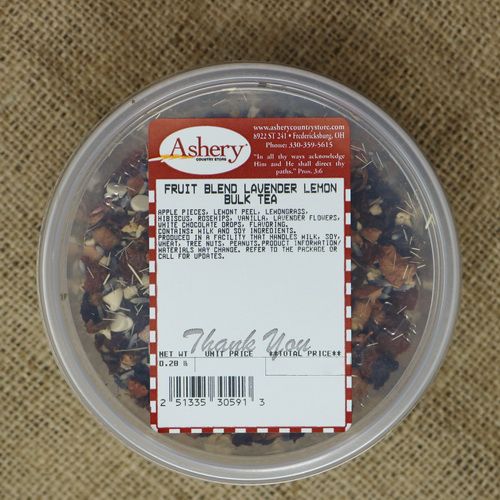 Ashery
COUNTRY STORE
www.asherycountrystore.com
8922 ST 241 • Fredericksburg, OH
Phone: 330-359-5615
"In all thy ways acknowledge
Him and He shall direct thy
paths." Prov. 3:6
FRUIT BLEND LAVENDER LEMON
BULK TEA
APPLE PIECES, LEMONT PEEL, LEMONGRASS,
HIBISCUS, ROSEHIPS, VANILLA, LAVENDER FLOWERS,
WHITE CHOCOLATE DROPS, FLAVORING.
CONTAINS: MILK AND SOY INGREDIENTS.
PRODUCED IN A FACILITY THAT HANDLES MILK, SOY,
WHEAT, TREE NUTS, PEANUTS.PRODUCT INFORMATION/
MATERIALS MAY CHANGE. REFER TO THE PACKAGE OR
CALL FOR UPDATES.
Thank You
NET WT UNIT PRICE **TOTAL PRICE**
0.28 lb
2 51335 30591 3